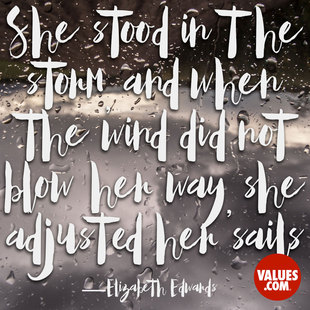 She stood in the
storm and when
the wind did not
blow her way, she
adjusted her sails
—Elizabeth Edwards
VALUES
.COM